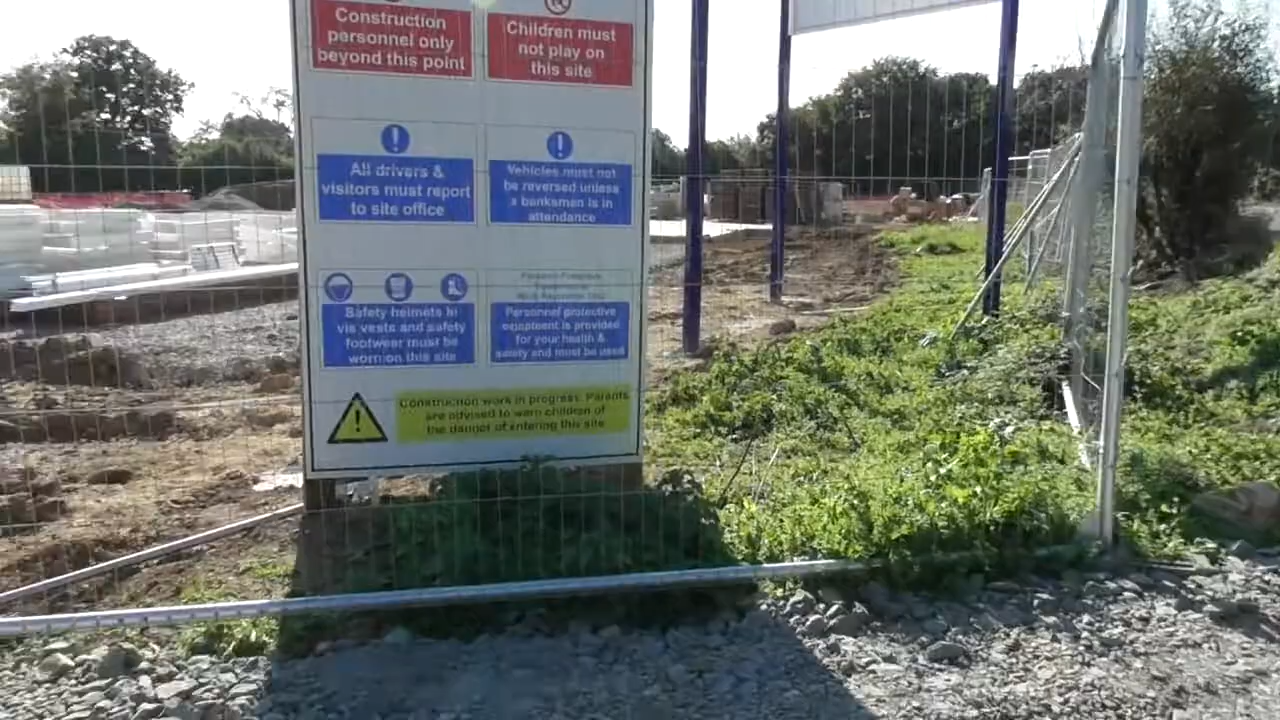 Construction
personnel only
beyond this point
Children must
not play on
this site
All drivers &
visitors must report
to site office
Vehicles must not
be reversed unless
a banksman is in
attendance
Safety helmets hi
vis vests and safety
footwear must be
worn on this site
Personnel protective
equipment is provided
for your health &
safety and must be used
Construction work in progress. Parents
are advised to warn children of
the danger of entering this site